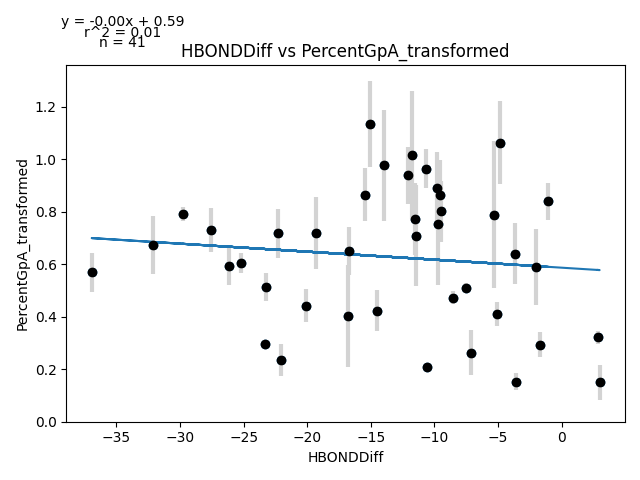 y = -0.00x + 0.59
r^2 = 0.01
n = 41
HBONDDiff vs PercentGpA_transformed
PercentGpA_transformed
1.2
1.0
0.8
0.6
0.4
0.2
0.0
−35
−30
−25
−20
−15
−10
−5
0
HBONDDiff